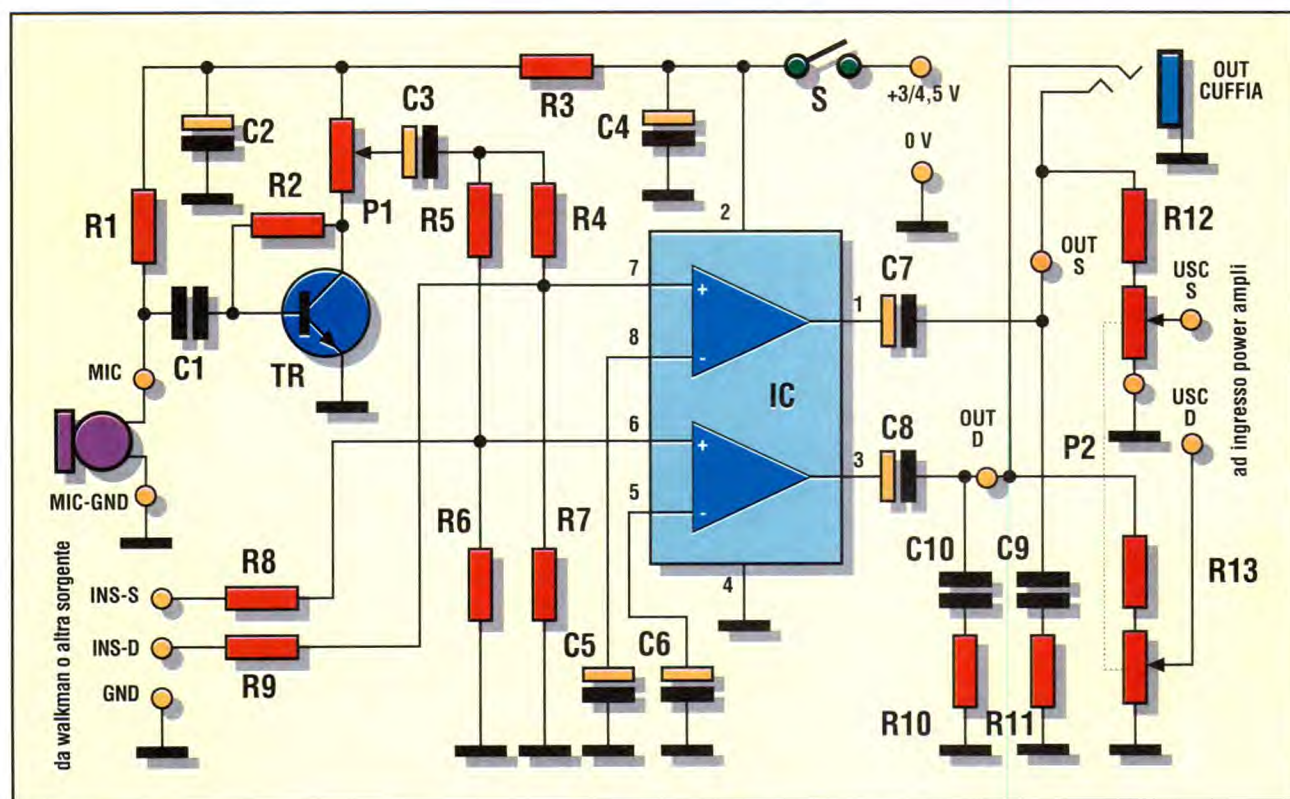 C2
C3
R3
C4
S
+3/4,5 V
OUT
CUFFIA
0 V
R1
R2
P1
R5
R4
2
R12
7
C7
OUT
S
USC
S
+
1
8
-
C1
TR
MIC
IC
USC
D
6
C8
OUT
D
P2
ad ingresso power ampli
+
3
5
-
MIC-GND
R6
R7
C10
C9
R13
da walkman o altra sorgente
R8
INS-S
4
INS-D
R9
C5
C6
GND
R10
R11